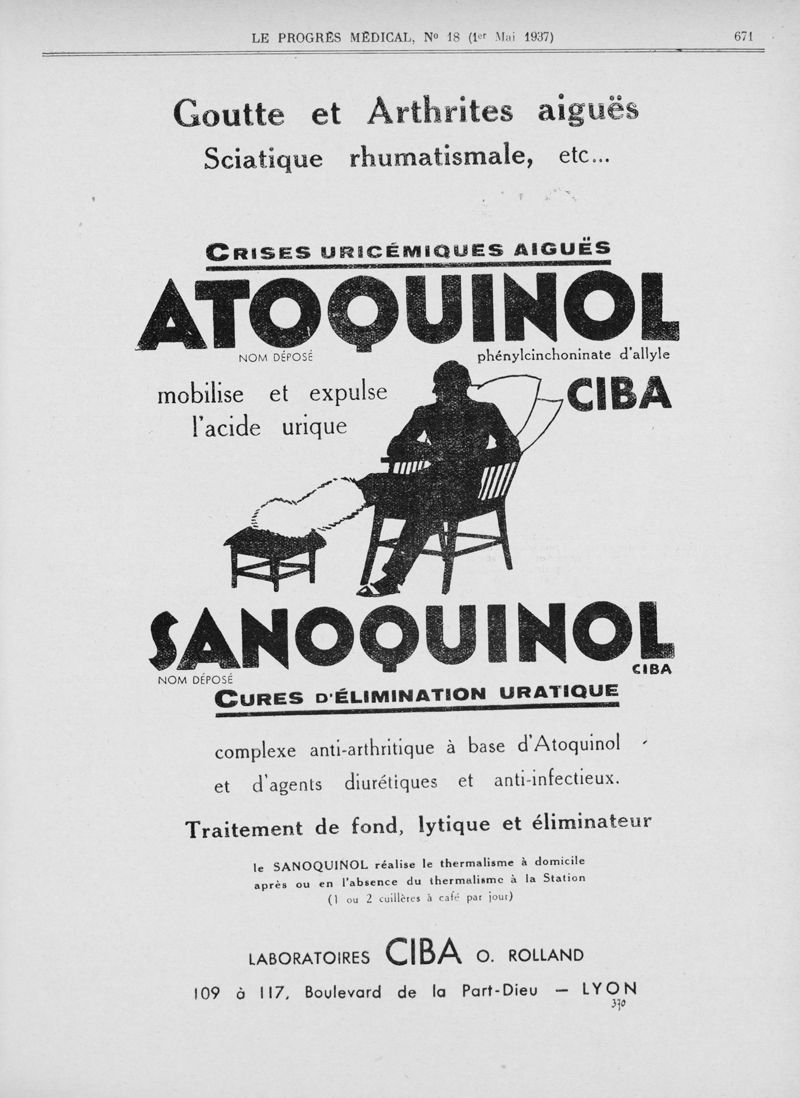 LE PROGRÈS MÉDICAL, Nº 18 (1er Mai 1937) 671
Goutte et Arthrites aiguës
Sciatique rhumatismale, etc...
CRISES URICÉMIQUES AIGUËS
ATOQUINOL
NOM DÉPOSÉ phénylcinchoninate d'allyle
mobilise et expulse CIBA
l'acide urique
SANOQUINOL
CIBA
NOM DÉPOSÉ
CURES D'ÉLIMINATION URATIQUE
complexe anti-arthritique à base d'Atoquinol
et d'agents diurétiques et anti-infectieux.
Traitement de fond, lytique et éliminateur
le SANOQUINOL réalise le thermalisme à domicile
après ou en l'absence du thermalisme à la Station
(1 ou 2 cuillères à café par jour)
LABORATOIRES CIBA O. ROLLAND
109 à 117, Boulevard de la Part-Dieu — LYON
370